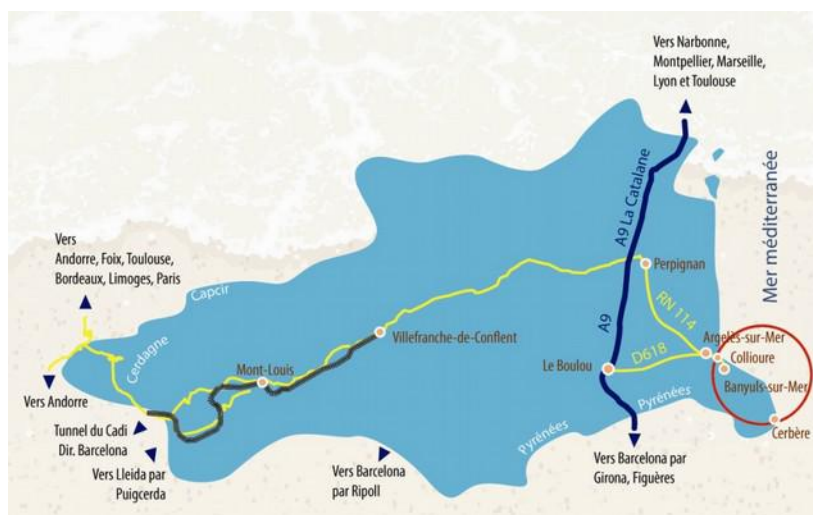 Vers Narbonne,
Montpellier, Marseille,
Lyon et Toulouse
Mer méditerranée
A9 La Catalane
Vers
Andorre, Foix, Toulouse,
Bordeaux, Limoges, Paris
Capcir
Perpignan
A9
RN 114
Villefranche-de-Conflent
Argelès-sur-Mer
Cerdagne
Mont-Louis
Le Boulou
D618
Collioure
Banyuls-sur-Mer
Vers Andorre
Pyrénées
Tunnel du Cadi
Dir. Barcelona
Cerbère
Pyrénées
Vers Lleida par
Puigcerda
Vers Barcelona
par Ripoll
Vers Barcelona par
Girona, Figuères